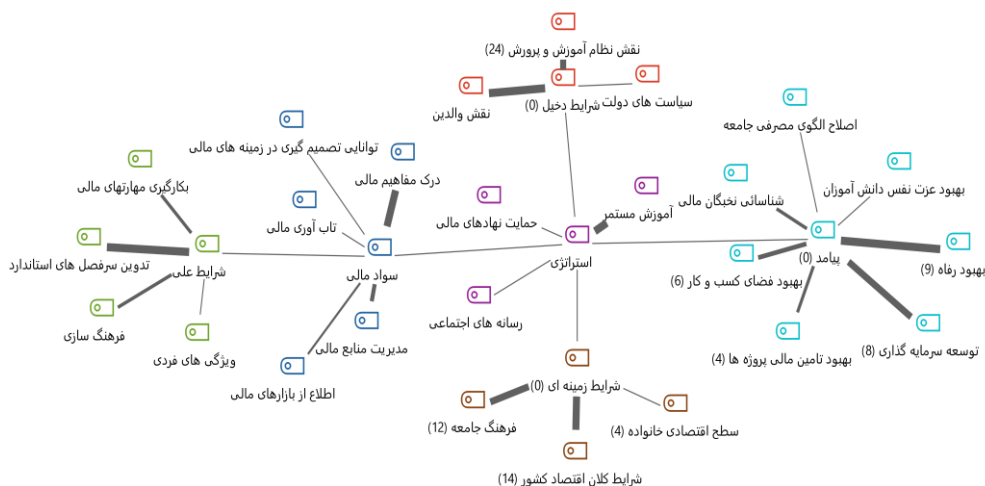 نقش نظام آموزش و پرورش (24)
شرایط دخیل (0)
نقش والدین
سیاست های دولت
اصلاح الگوی مصرفی جامعه
بهبود عزت نفس دانش آموزان
شناسائی نخبگان مالی
پیامد (0)
بهبود رفاه (9)
بهبود فضای کسب و کار (6)
توسعه سرمایه گذاری (8)
بهبود تامین مالی پروژه ها (4)
آموزش مستمر
حمایت نهادهای مالی
استراتژی
رسانه های اجتماعی
شرایط زمینه ای (0)
سطح اقتصادی خانواده (4)
فرهنگ جامعه (12)
شرایط کلان اقتصاد کشور (14)
توانایی تصمیم گیری در زمینه های مالی
درک مفاهیم مالی
تاب آوری مالی
سواد مالی
مدیریت منابع مالی
اطلاع از بازارهای مالی
بکارگیری مهارتهای مالی
تدوین سرفصل های استاندارد
شرایط علی
فرهنگ سازی
ویژگی های فردی